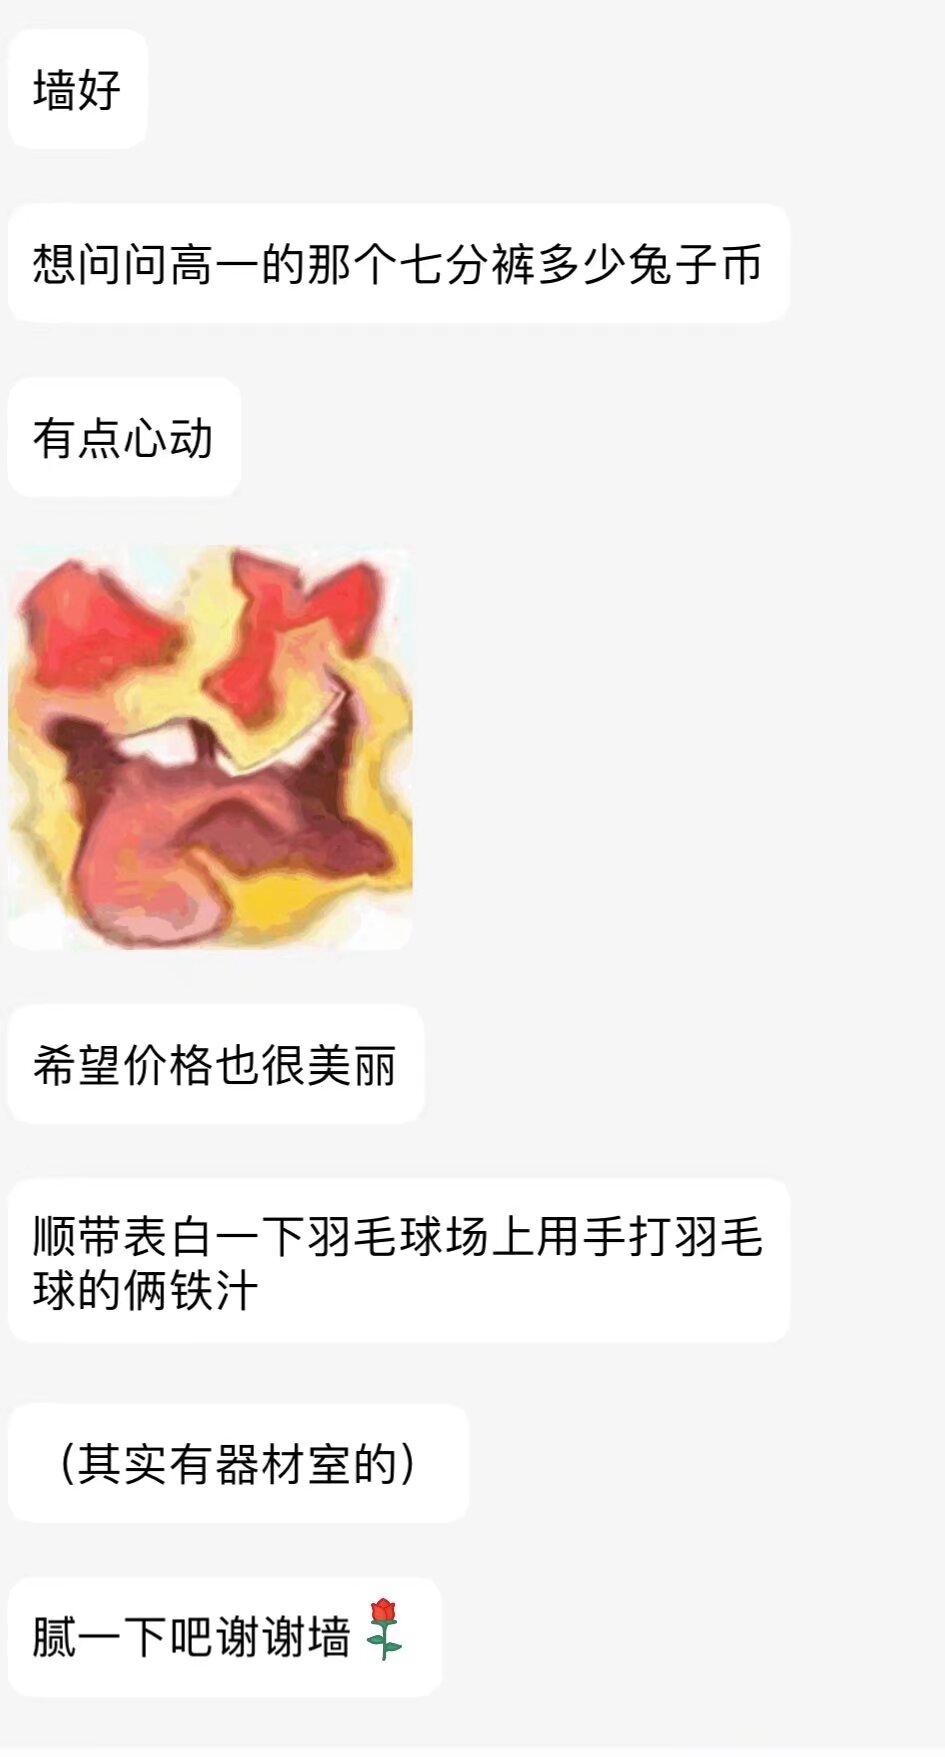 墙好
想问问高一的那个七分裤多少兔子币
有点心动
希望价格也很美丽
顺带表白一下羽毛球场上用手打羽毛
球的俩铁汁
（其实有器材室的）
腻一下吧谢谢墙🌹